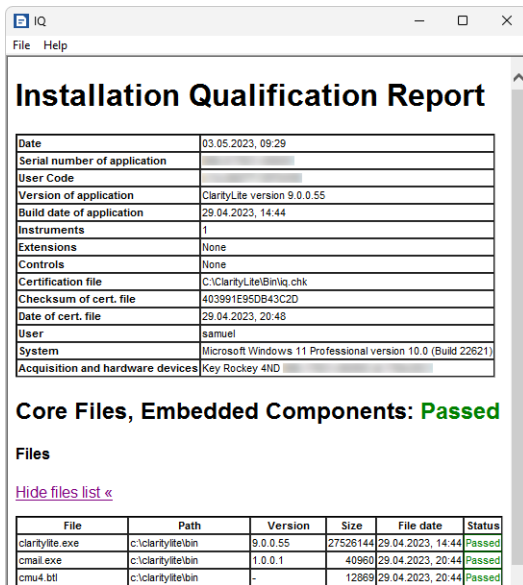 IQ
File Help
Installation Qualification Report
Date 03.05.2023, 09:29
Serial number of application
User Code
Version of application ClarityLite version 9.0.0.55
Build date of application 29.04.2023, 14:44
Instruments 1
Extensions None
Controls None
Certification file C:\ClarityLite\Bin\iq.chk
Checksum of cert. file 403991E95DB43C2D
Date of cert. file 29.04.2023, 20:48
User samuel
System Microsoft Windows 11 Professional version 10.0 (Build 22621)
Acquisition and hardware devices Key Rockey 4ND
Core Files, Embedded Components: Passed
Files
Hide files list «
File Path Version Size File date Status
claritylite.exe c:\claritylite\bin 9.0.0.55 27526144 29.04.2023, 14:44 Passed
cmail.exe c:\claritylite\bin 1.0.0.1 40960 29.04.2023, 20:44 Passed
cmu4.btl c:\claritylite\bin - 12869 29.04.2023, 20:44 Passed